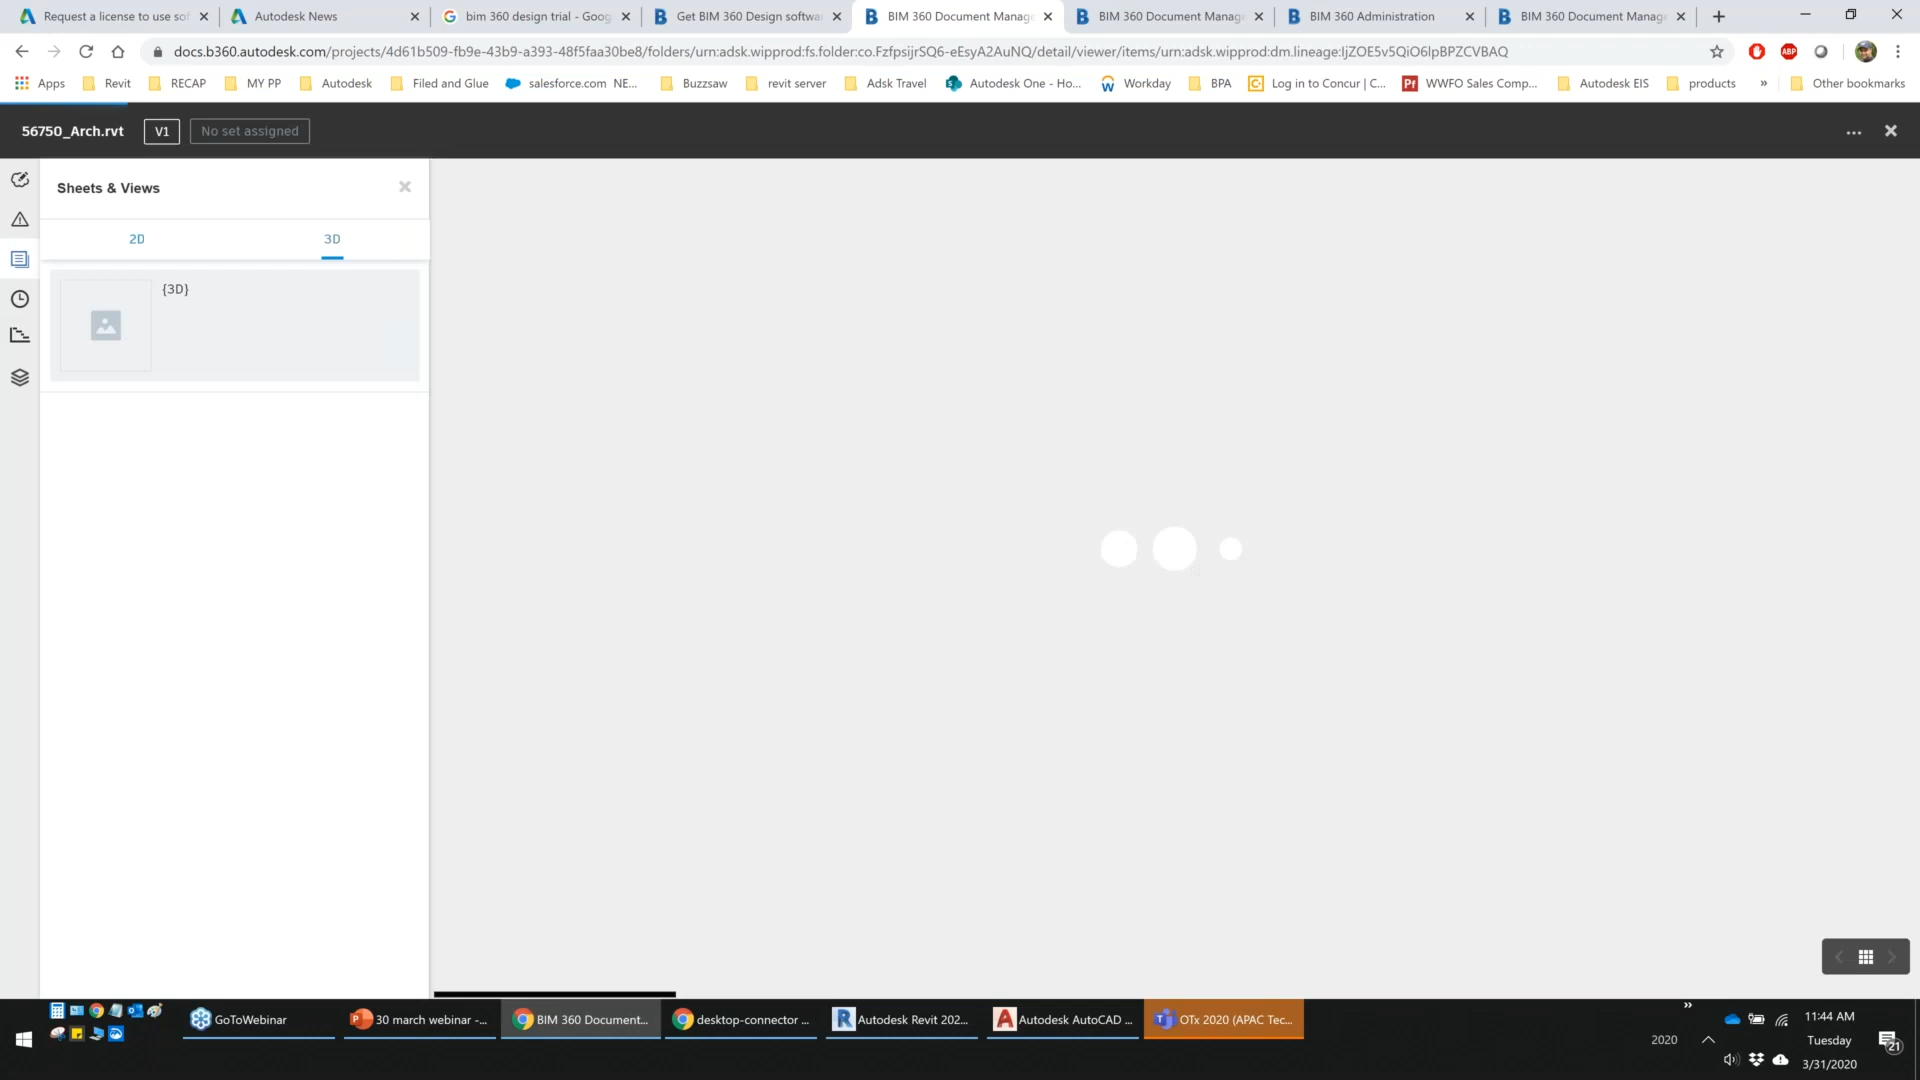 Request a license to use sof
Autodesk News
bim 360 design trial - Goog
Get BIM 360 Design softwa
BIM 360 Document Manag
BIM 360 Document Manag
BIM 360 Administration
BIM 360 Document Manag
docs.b360.autodesk.com/projects/4d61b509-fb9e-43b9-a393-48f5faa30be8/folders/urn:adsk.wipprod:fs.folder:co.FzfpsijrSQ6-eEsyA2AuNQ/detail/viewer/items/urn:adsk.wipprod:dm.lineage:IjZOE5v5QiO6lpBPZCVBAQ
ABP
Apps
Revit
RECAP
MY PP
Autodesk
Filed and Glue
salesforce.com NE...
Buzzsaw
revit server
Adsk Travel
Autodesk One - Ho...
Workday
BPA
Log in to Concur | C...
WWFO Sales Comp...
Autodesk EIS
products
»
Other bookmarks
56750_Arch.rvt
V1
No set assigned
Sheets & Views
2D
3D
{3D}
GoToWebinar
30 march webinar -...
BIM 360 Document...
desktop-connector ...
Autodesk Revit 202...
Autodesk AutoCAD ...
OTx 2020 (APAC Tec...
»
2020
11:44 AM
Tuesday
3/31/2020
21